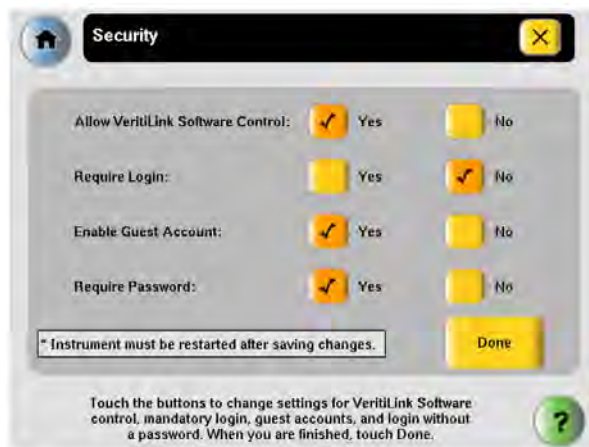 Security
Allow VeritiLink Software Control: Yes No
Require Login: Yes No
Enable Guest Account: Yes No
Require Password: Yes No
* Instrument must be restarted after saving changes. Done
Touch the buttons to change settings for VeritiLink Software
control, mandatory login, guest accounts, and login without
a password. When you are finished, touch Done.
?